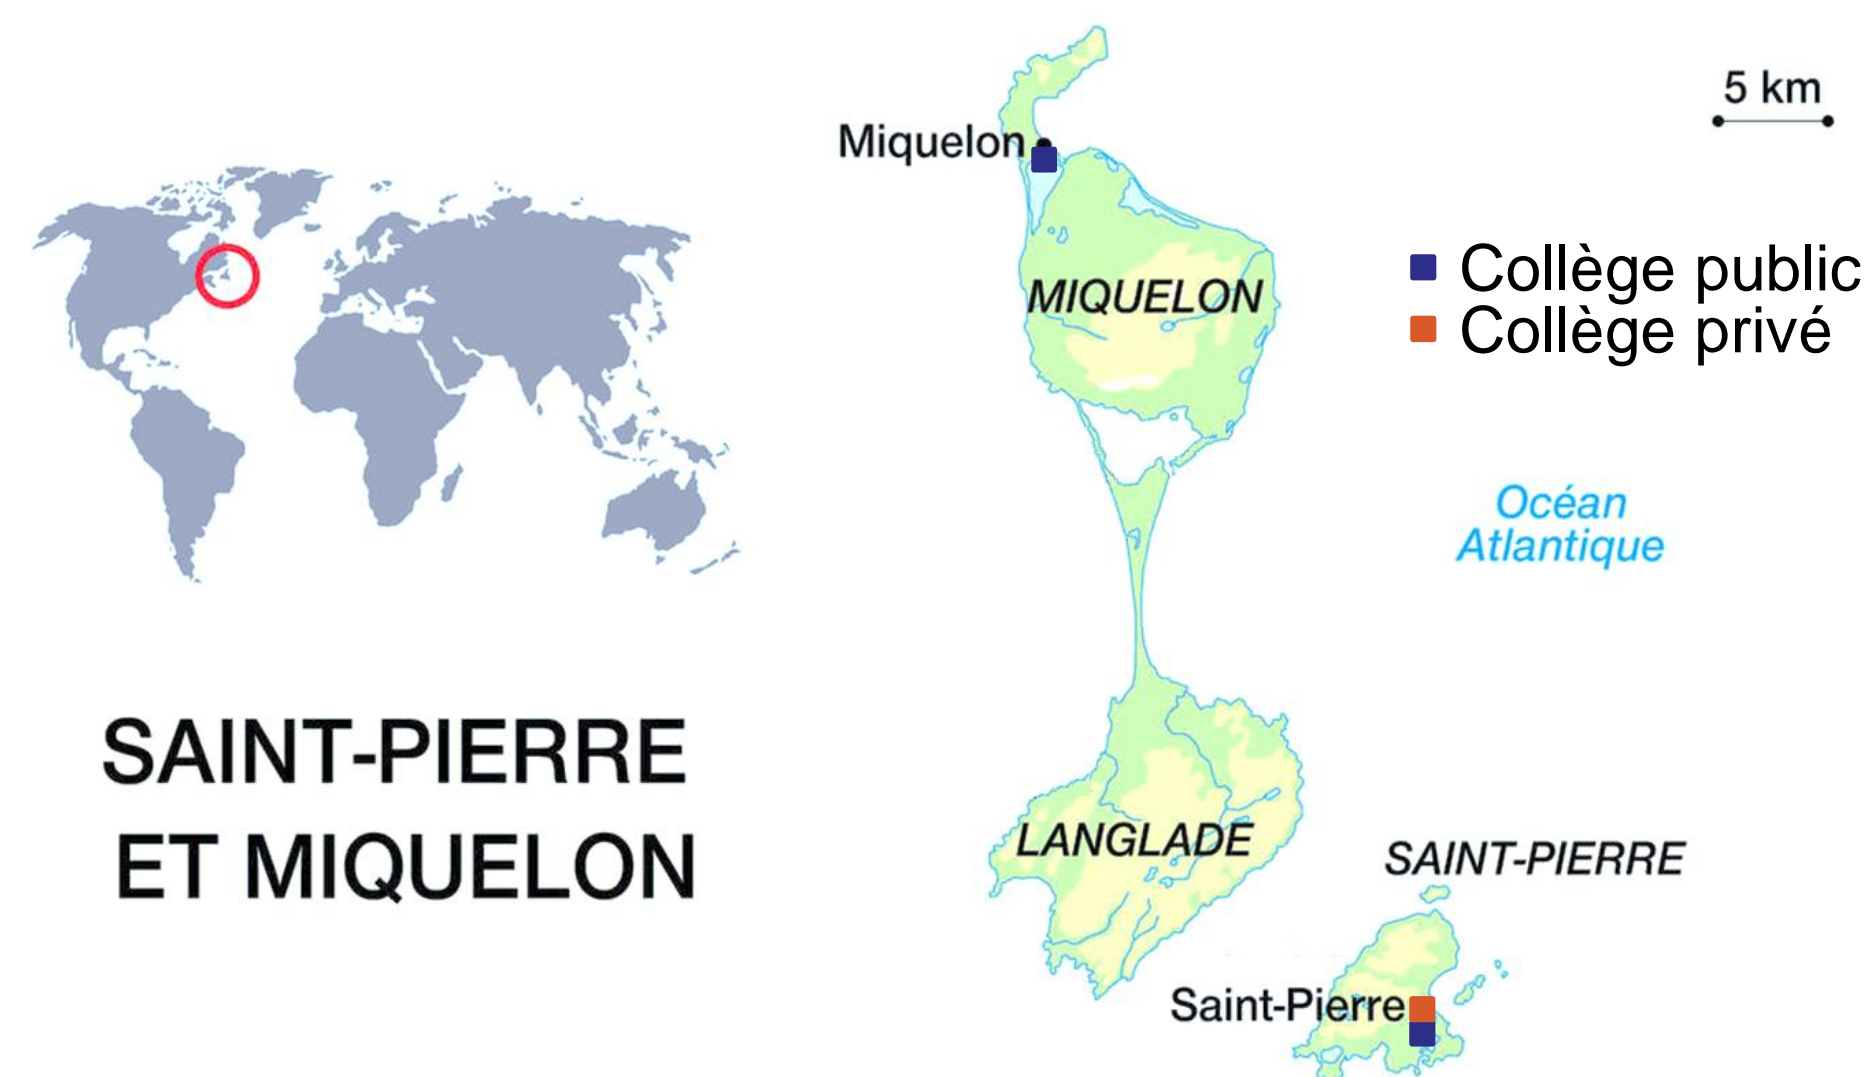 SAINT-PIERRE
ET MIQUELON
Miquelon
5 km
MIQUELON
Collège public
Collège privé
Océan
Atlantique
LANGLADE
SAINT-PIERRE
Saint-Pierre